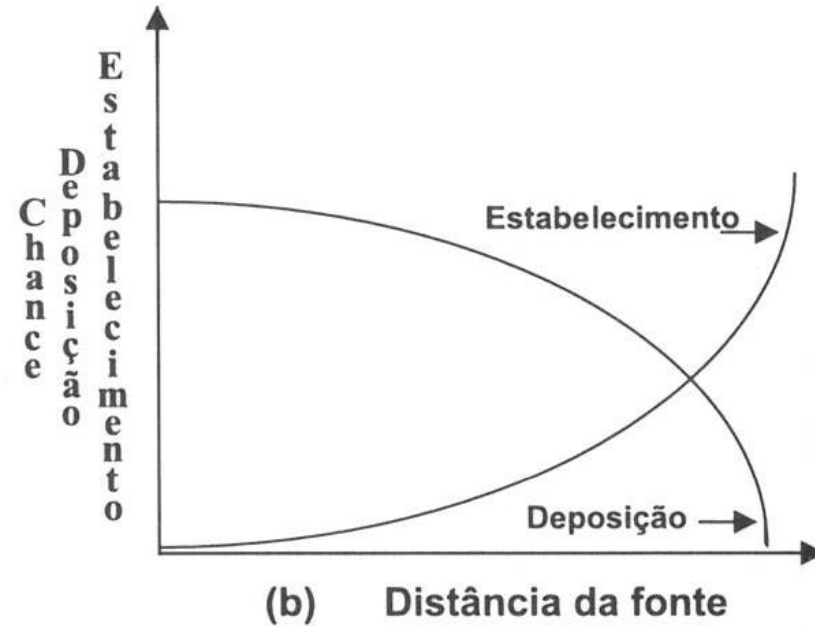 Chance
Deposição
Estabelecimento
Estabelecimento
Deposição
(b) Distância da fonte